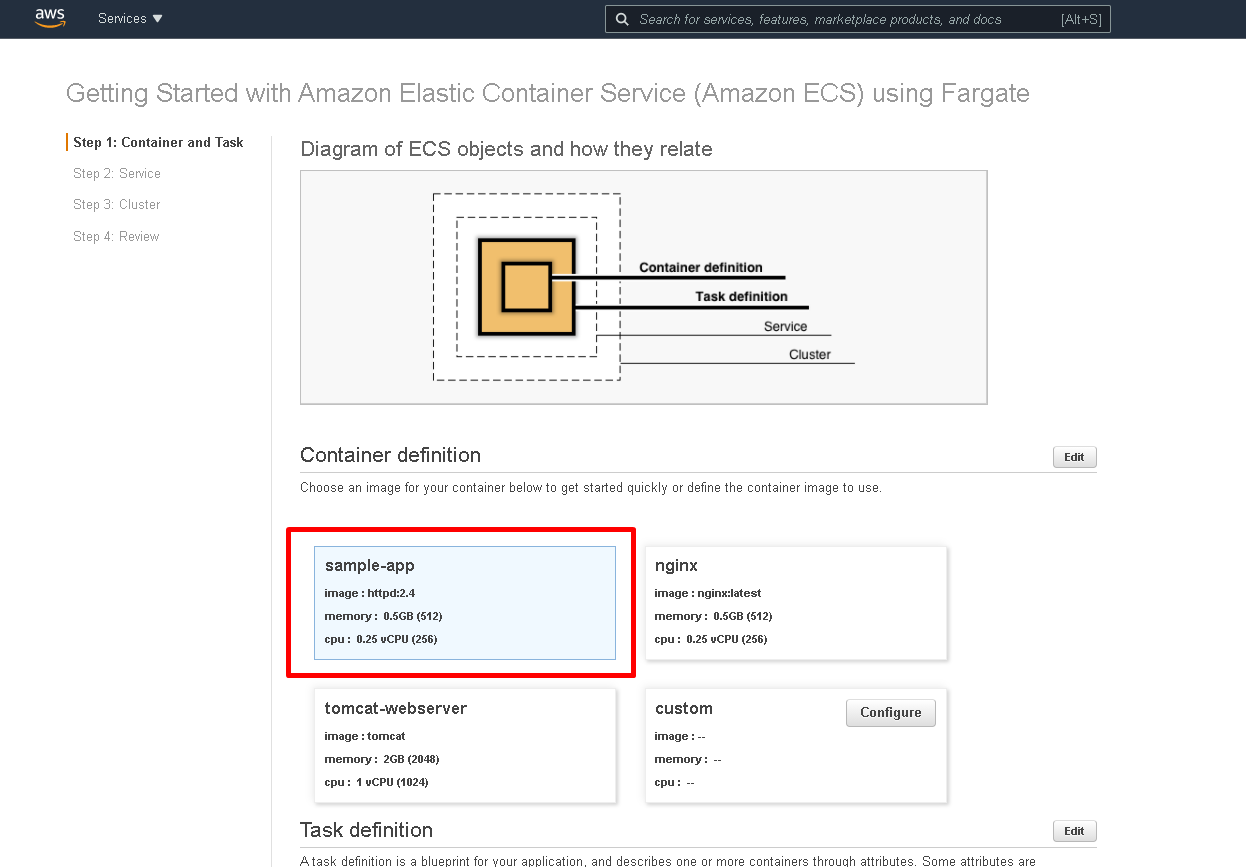 aws
Services ▼
Search for services, features, marketplace products, and docs [Alt+S]
Getting Started with Amazon Elastic Container Service (Amazon ECS) using Fargate
Step 1: Container and Task
Step 2: Service
Step 3: Cluster
Step 4: Review
Diagram of ECS objects and how they relate
Container definition
Task definition
Service
Cluster
Container definition
Edit
Choose an image for your container below to get started quickly or define the container image to use.
sample-app
image : httpd:2.4
memory : 0.5GB (512)
cpu : 0.25 vCPU (256)
nginx
image : nginx:latest
memory : 0.5GB (512)
cpu : 0.25 vCPU (256)
tomcat-webserver
image : tomcat
memory : 2GB (2048)
cpu : 1 vCPU (1024)
custom
Configure
image : --
memory : --
cpu : --
Task definition
Edit
A task definition is a blueprint for your application, and describes one or more containers through attributes. Some attributes are